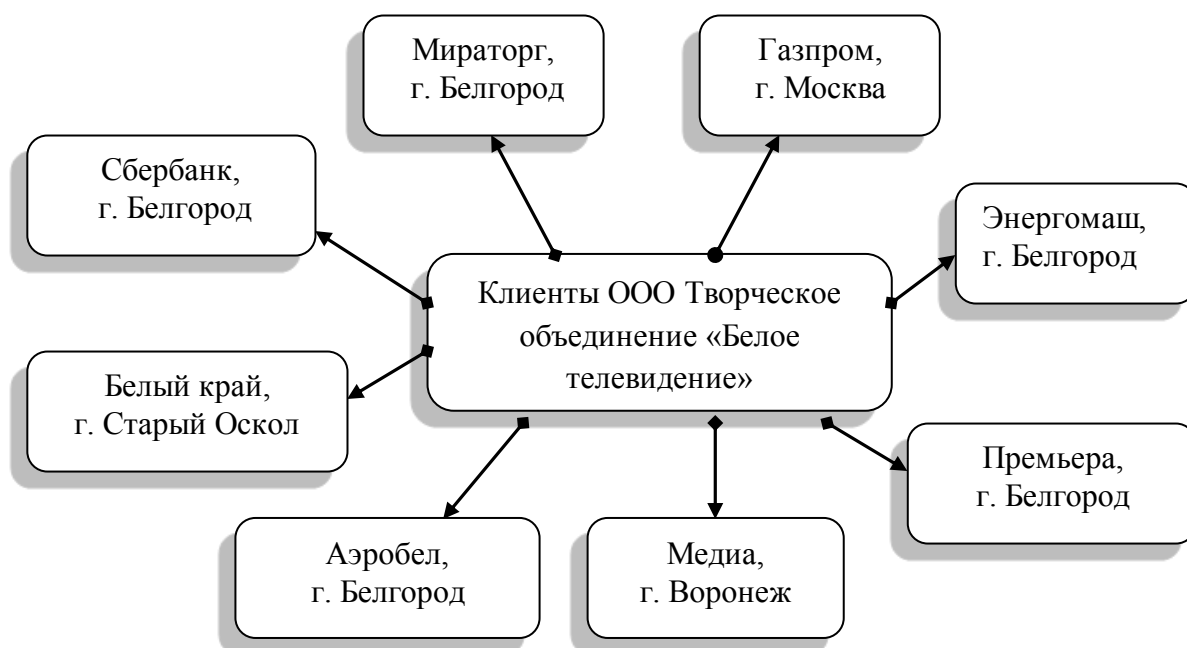 Мираторг,
г. Белгород
Газпром,
г. Москва
Сбербанк,
г. Белгород
Энергомаш,
г. Белгород
Клиенты ООО Творческое
объединение «Белое
телевидение»
Белый край,
г. Старый Оскол
Премьера,
г. Белгород
Аэробел,
г. Белгород
Медиа,
г. Воронеж